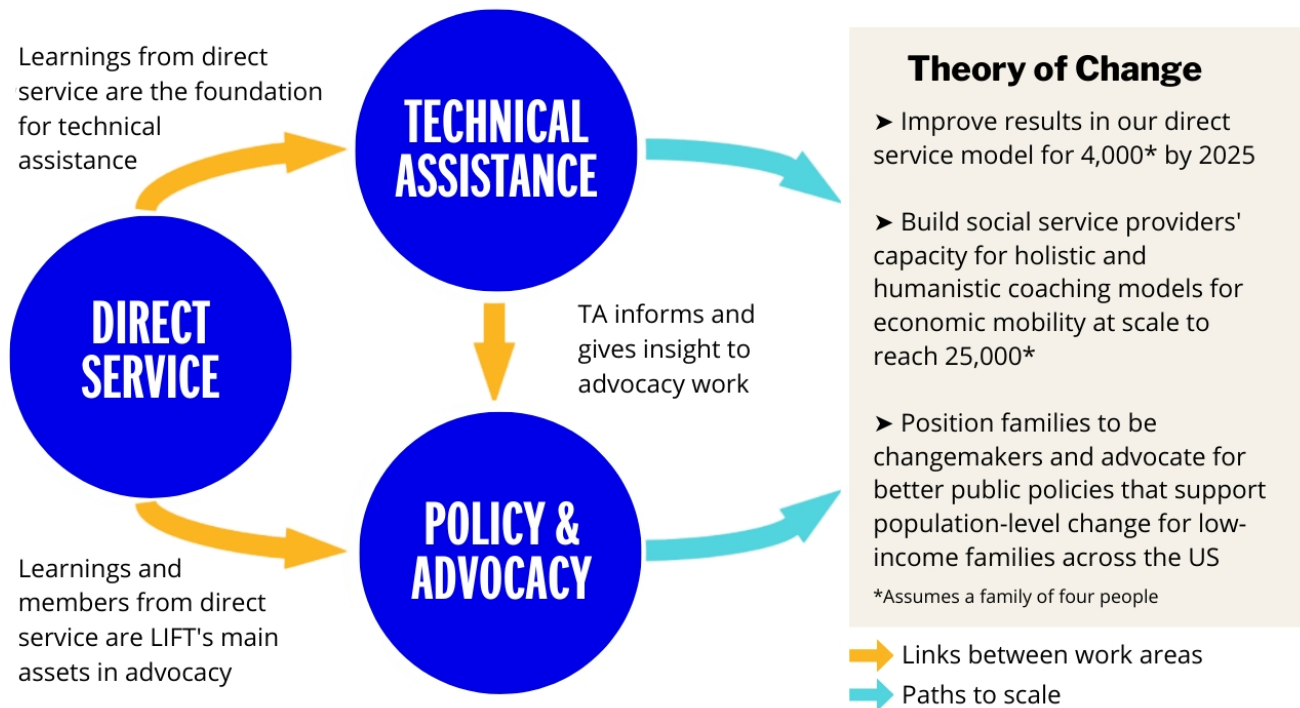 Learnings from direct
service are the foundation
for technical
assistance
TECHNICAL
ASSISTANCE
DIRECT
SERVICE
TA informs and
gives insight to
advocacy work
POLICY &
ADVOCACY
Learnings and
members from direct
service are LIFT's main
assets in advocacy
Theory of Change
➤ Improve results in our direct
service model for 4,000* by 2025
➤ Build social service providers'
capacity for holistic and
humanistic coaching models for
economic mobility at scale to
reach 25,000*
➤ Position families to be
changemakers and advocate for
better public policies that support
population-level change for low-
income families across the US
*Assumes a family of four people
Links between work areas
Paths to scale